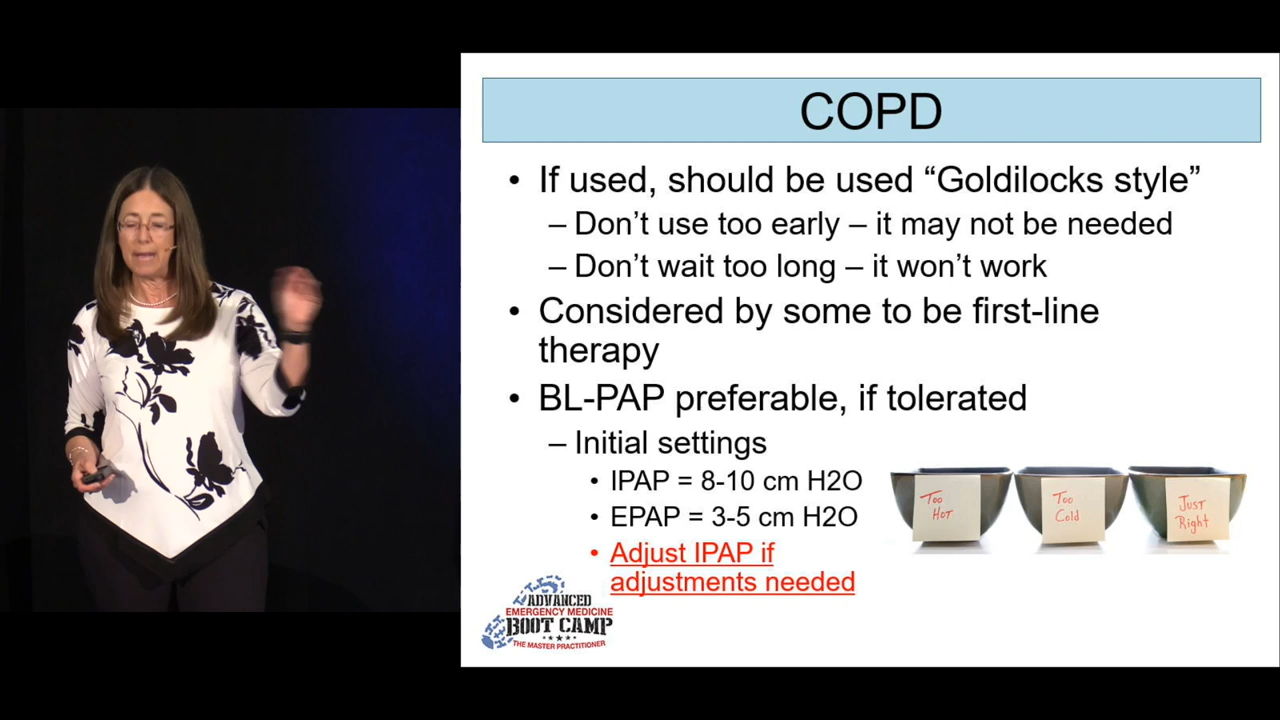 COPD
• If used, should be used “Goldilocks style”
– Don’t use too early – it may not be needed
– Don’t wait too long – it won’t work
• Considered by some to be first-line
therapy
• BL-PAP preferable, if tolerated
– Initial settings
• IPAP = 8-10 cm H2O
• EPAP = 3-5 cm H2O
• Adjust IPAP if
adjustments needed
Too
Hot
Too
Cold
Just
Right
ADVANCED
EMERGENCY MEDICINE
BOOT CAMP
THE MASTER PRACTITIONER